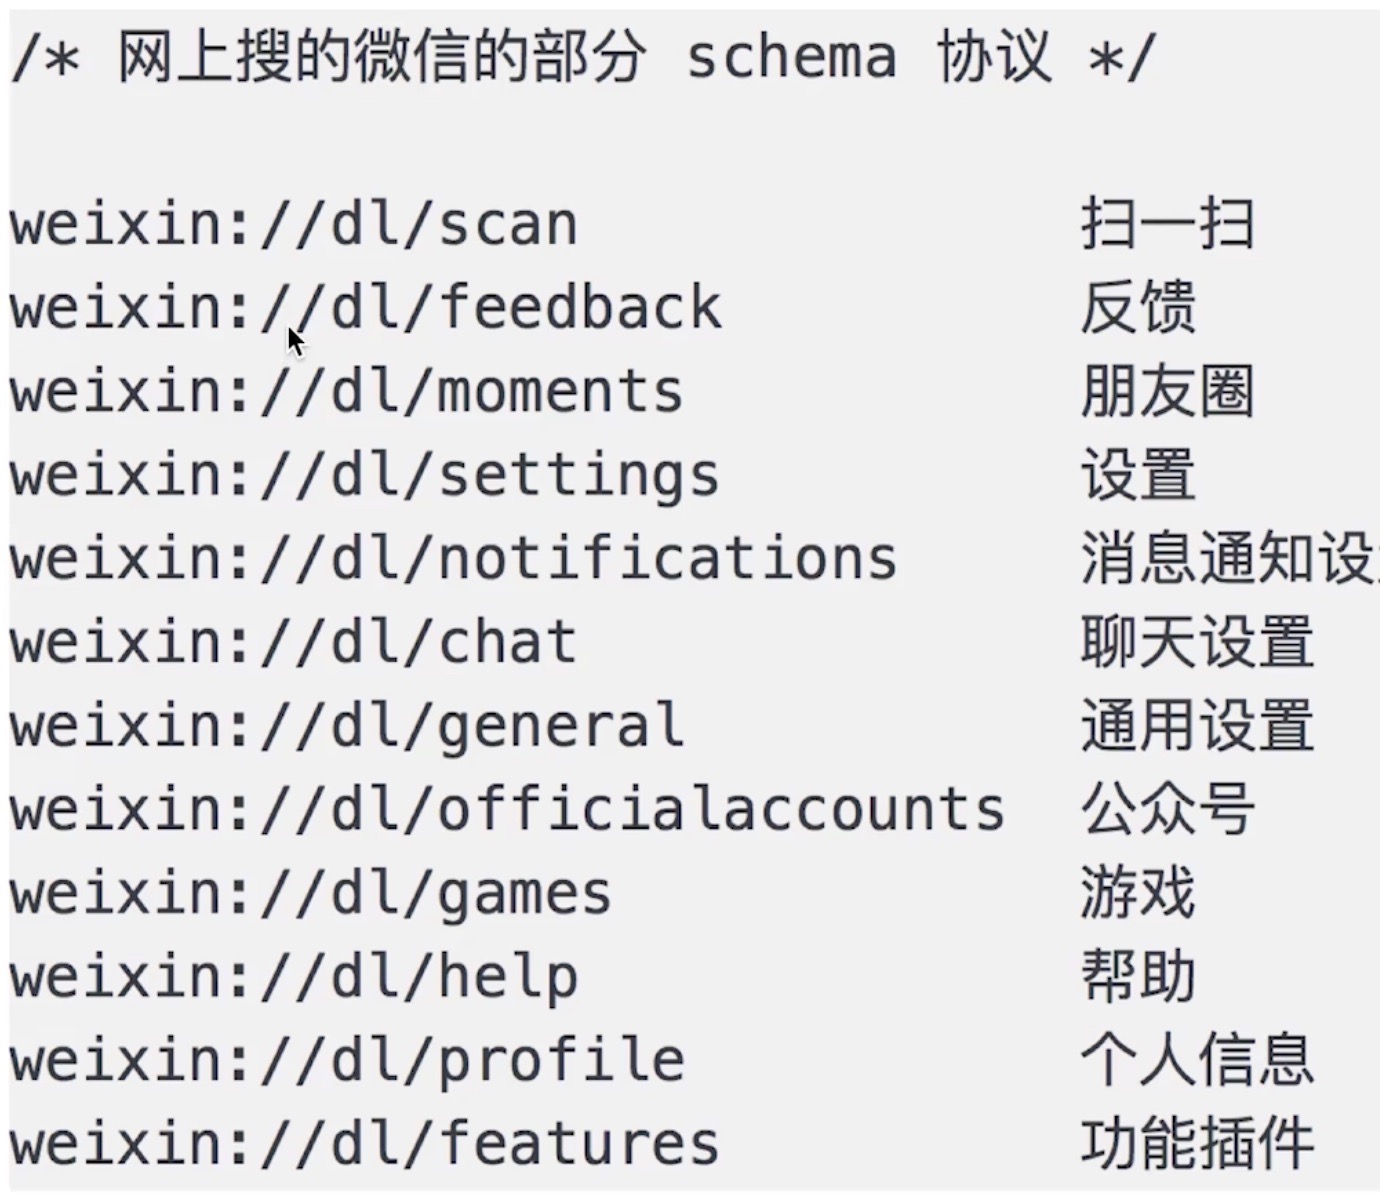 /* 网上搜的微信的部分 schema 协议 */
weixin://dl/scan 扫一扫
weixin://dl/feedback 反馈
weixin://dl/moments 朋友圈
weixin://dl/settings 设置
weixin://dl/notifications 消息通知设
weixin://dl/chat 聊天设置
weixin://dl/general 通用设置
weixin://dl/officialaccounts 公众号
weixin://dl/games 游戏
weixin://dl/help 帮助
weixin://dl/profile 个人信息
weixin://dl/features 功能插件